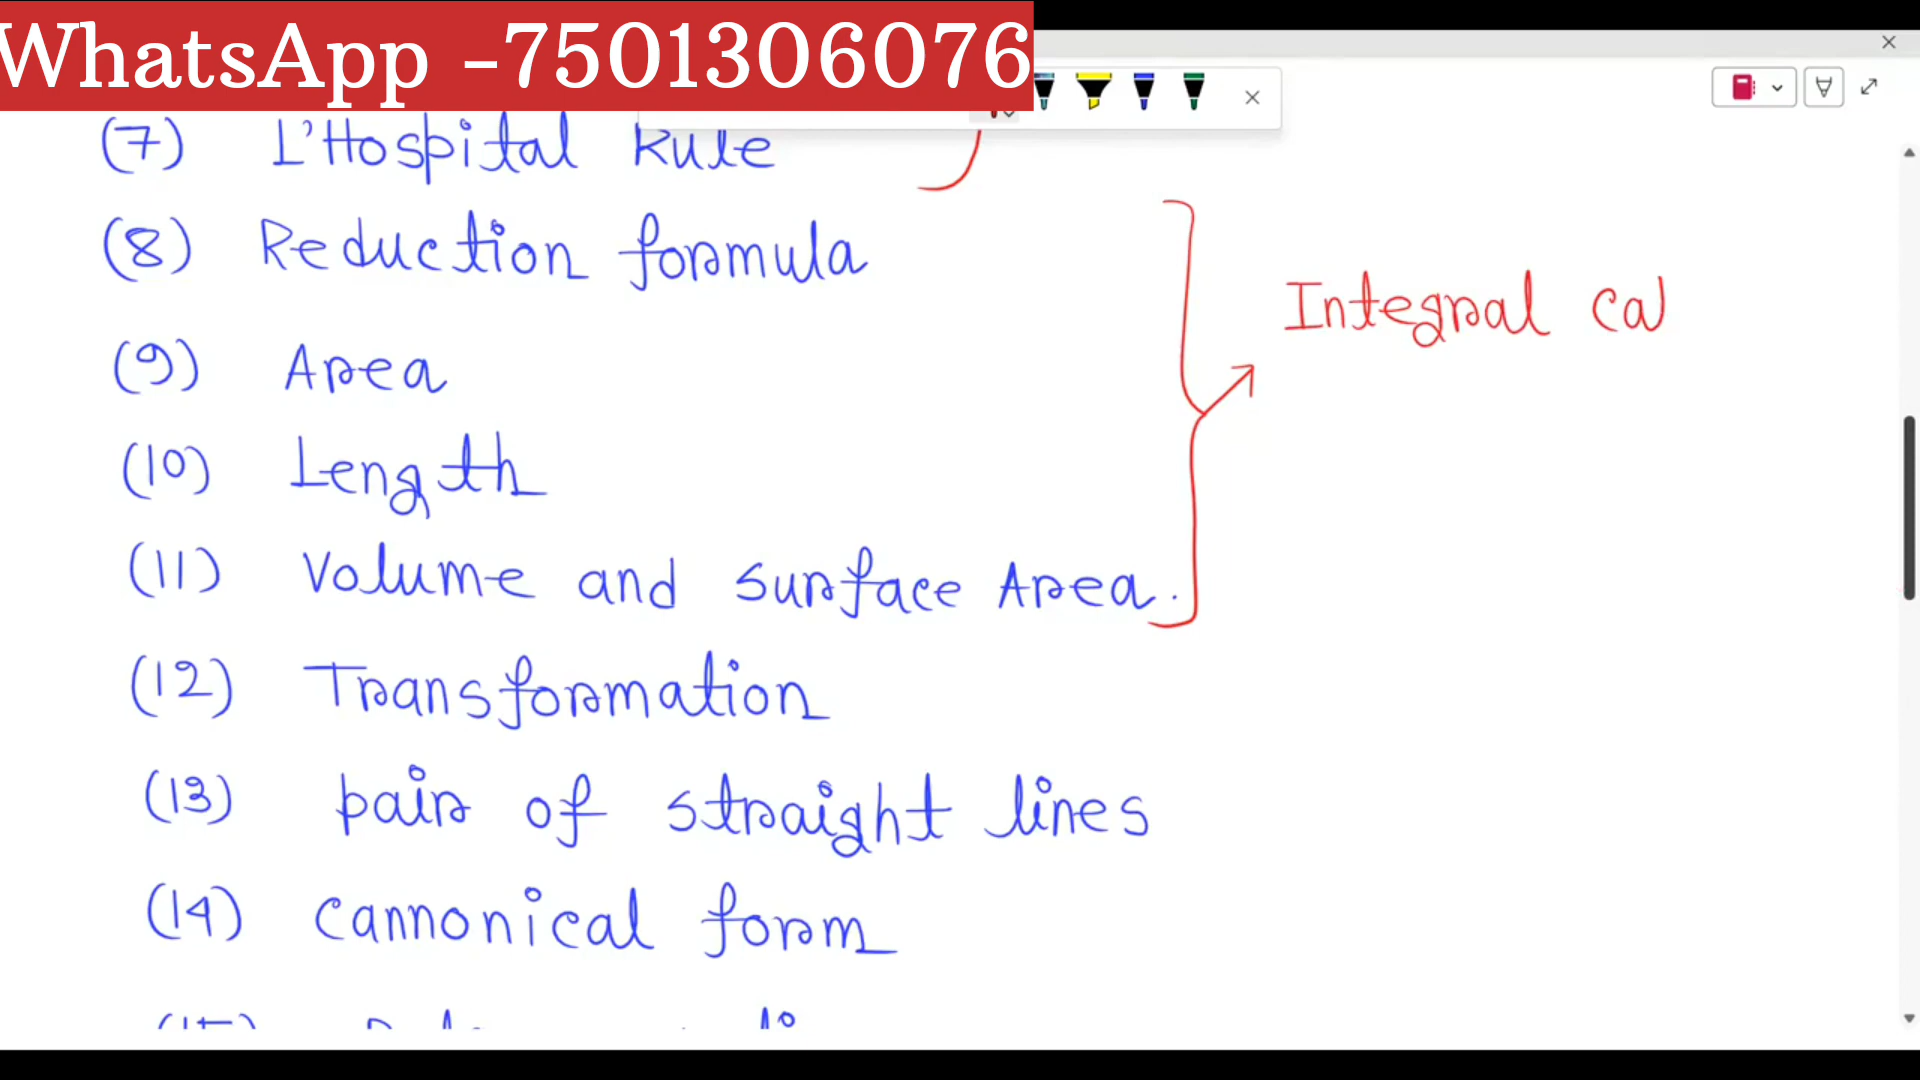 WhatsApp -7501306076
(7) L'Hospital Rule
(8) Reduction formula
Integral cal
(9) Area
(10) Length
(11) Volume and surface Area.
(12) Transformation
(13) pair of straight lines
(14) cannonical form